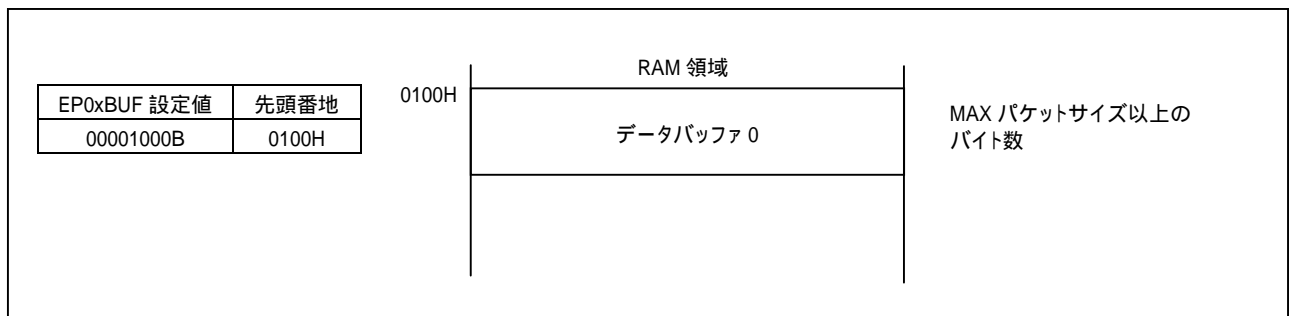 EP0xBUF 設定値 先頭番地
00001000B 0100H
0100H
RAM 領域
データバッファ 0
MAX パケットサイズ以上の
バイト数